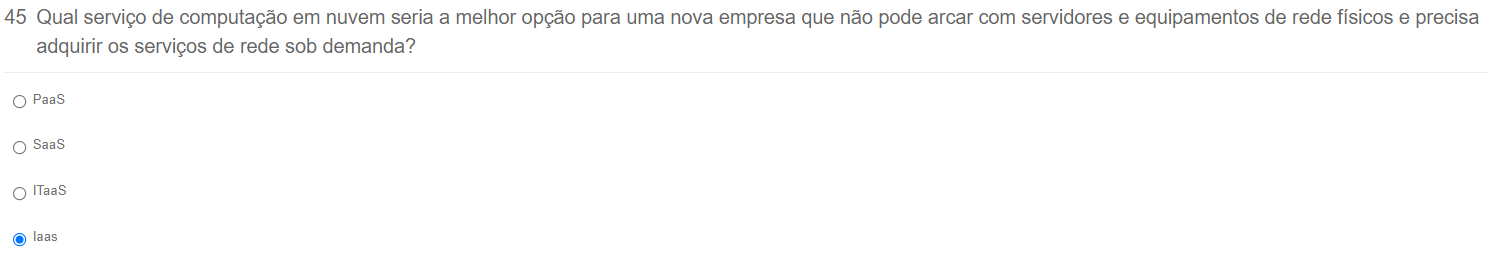 45 Qual serviço de computação em nuvem seria a melhor opção para uma nova empresa que não pode arcar com servidores e equipamentos de rede físicos e precisa
adquirir os serviços de rede sob demanda?
PaaS
SaaS
ITaaS
Iaas